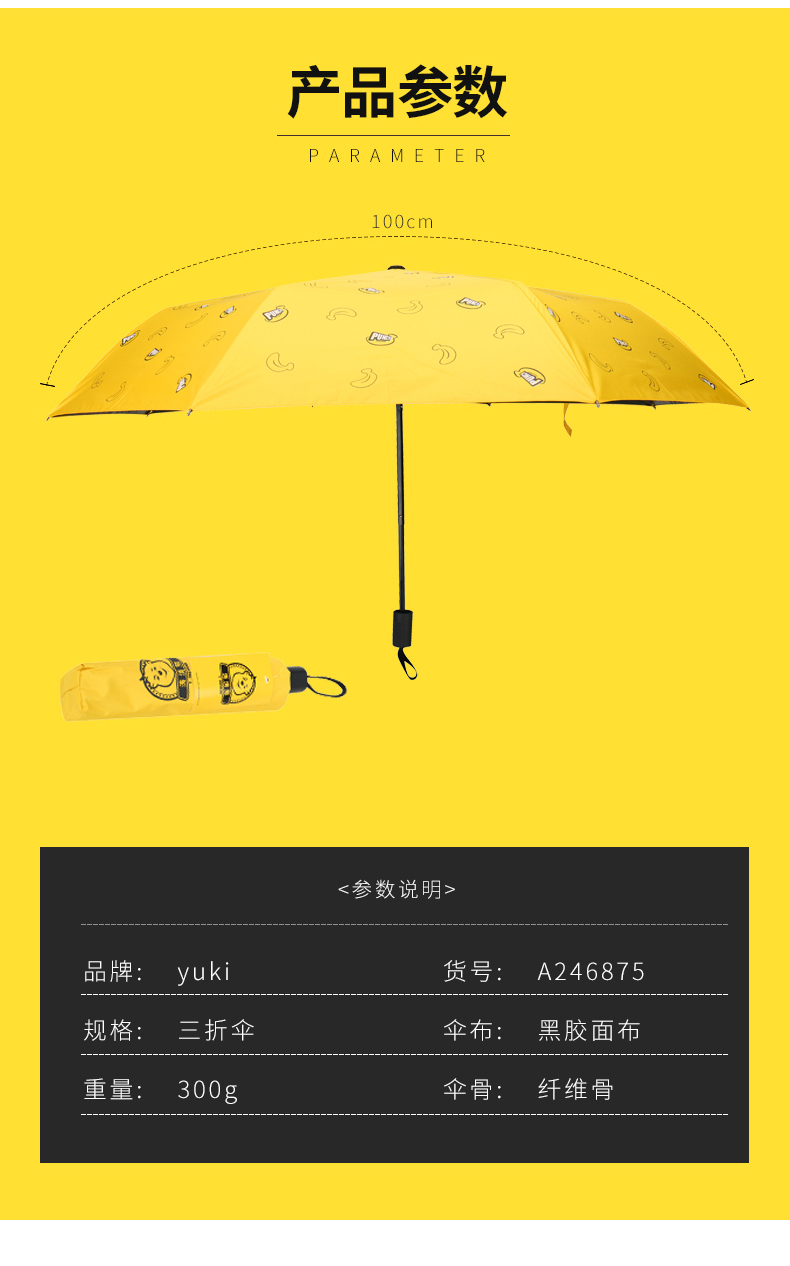 产品参数
PARAMETER
100cm
<参数说明>
品牌: yuki 货号: A246875
规格: 三折伞 伞布: 黑胶面布
重量: 300g 伞骨: 纤维骨